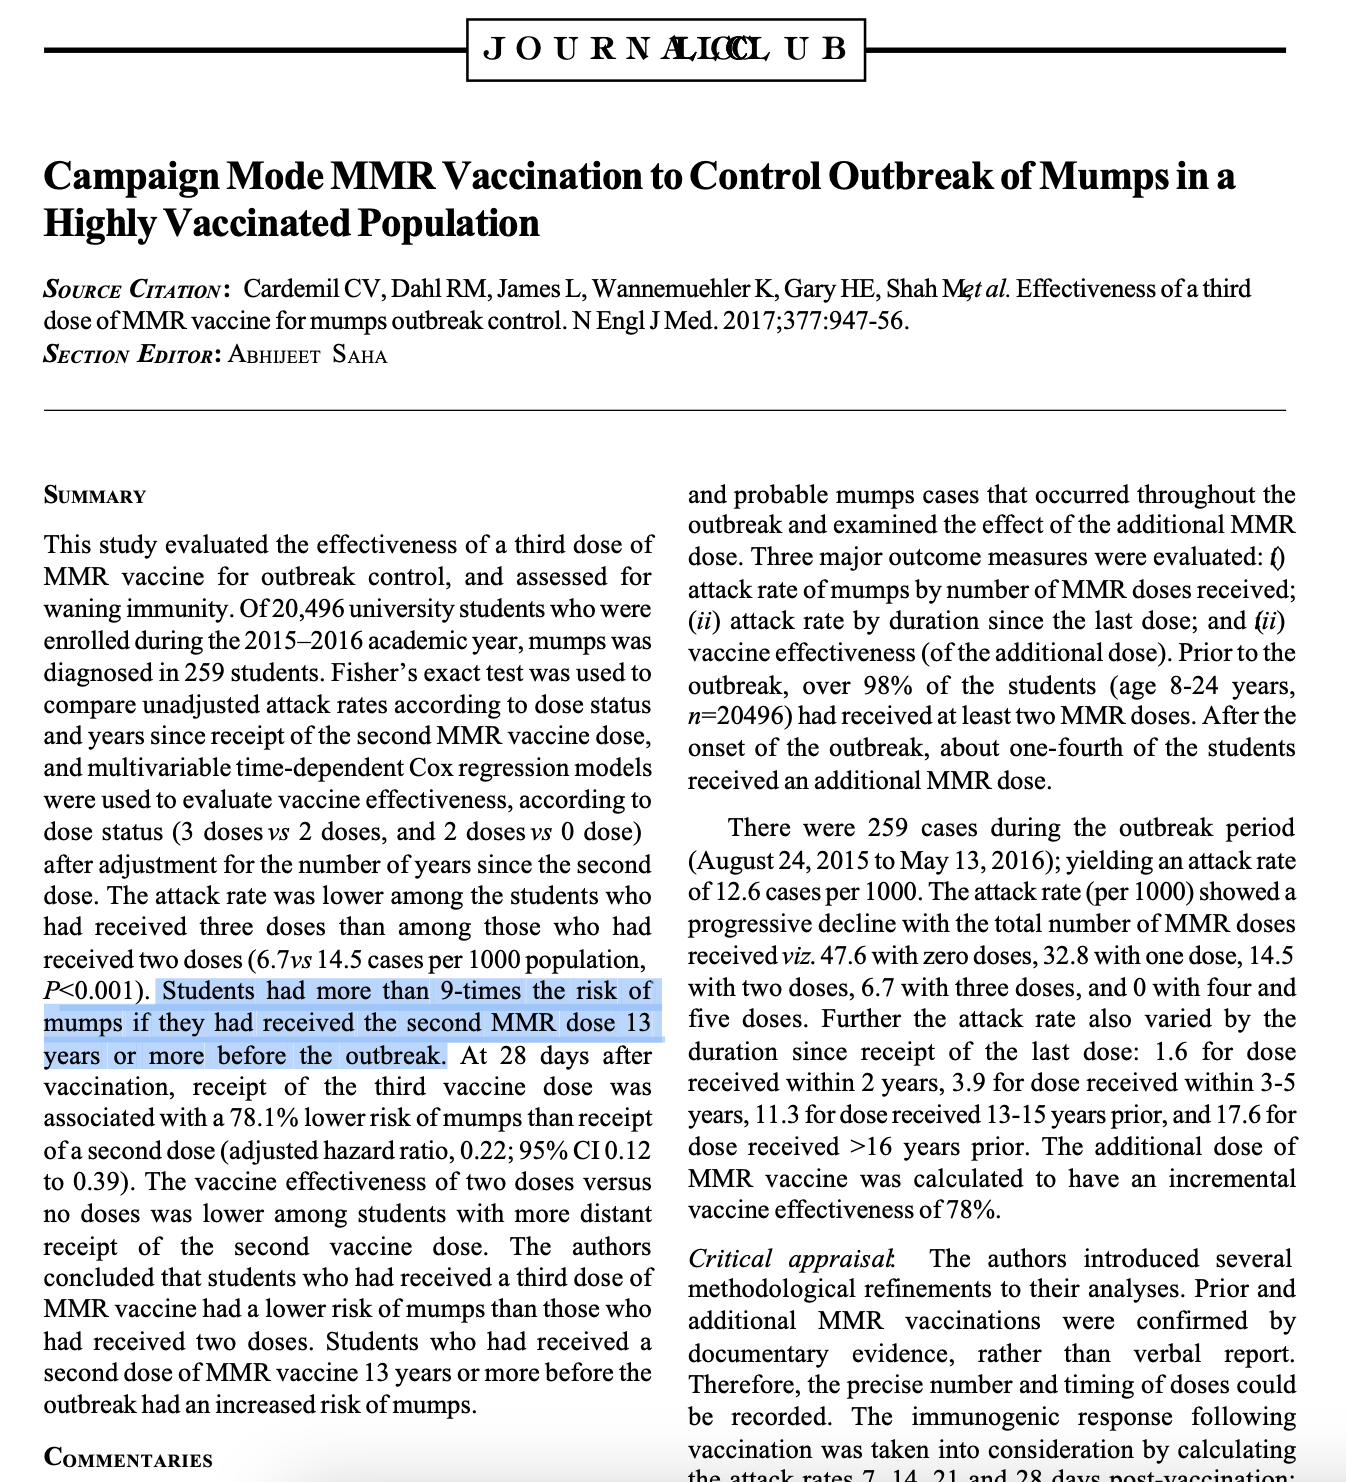 JOURNAL CLUB
Campaign Mode MMR Vaccination to Control Outbreak of Mumps in a
Highly Vaccinated Population
SOURCE CITATION: Cardemil CV, Dahl RM, James L, Wannemuehler K, Gary HE, Shah M, et al. Effectiveness of a third
dose of MMR vaccine for mumps outbreak control. N Engl J Med. 2017;377:947-56.
SECTION EDITOR: ABHIJEET SAHA
SUMMARY
This study evaluated the effectiveness of a third dose of
MMR vaccine for outbreak control, and assessed for
waning immunity. Of 20,496 university students who were
enrolled during the 2015–2016 academic year, mumps was
diagnosed in 259 students. Fisher’s exact test was used to
compare unadjusted attack rates according to dose status
and years since receipt of the second MMR vaccine dose,
and multivariable time-dependent Cox regression models
were used to evaluate vaccine effectiveness, according to
dose status (3 doses vs 2 doses, and 2 doses vs 0 dose)
after adjustment for the number of years since the second
dose. The attack rate was lower among the students who
had received three doses than among those who had
received two doses (6.7vs 14.5 cases per 1000 population,
P<0.001). Students had more than 9-times the risk of
mumps if they had received the second MMR dose 13
years or more before the outbreak. At 28 days after
vaccination, receipt of the third vaccine dose was
associated with a 78.1% lower risk of mumps than receipt
of a second dose (adjusted hazard ratio, 0.22; 95% CI 0.12
to 0.39). The vaccine effectiveness of two doses versus
no doses was lower among students with more distant
receipt of the second vaccine dose. The authors
concluded that students who had received a third dose of
MMR vaccine had a lower risk of mumps than those who
had received two doses. Students who had received a
second dose of MMR vaccine 13 years or more before the
outbreak had an increased risk of mumps.
COMMENTARIES
and probable mumps cases that occurred throughout the
outbreak and examined the effect of the additional MMR
dose. Three major outcome measures were evaluated: (i)
attack rate of mumps by number of MMR doses received;
(ii) attack rate by duration since the last dose; and (iii)
vaccine effectiveness (of the additional dose). Prior to the
outbreak, over 98% of the students (age 8-24 years,
n=20496) had received at least two MMR doses. After the
onset of the outbreak, about one-fourth of the students
received an additional MMR dose.
There were 259 cases during the outbreak period
(August 24, 2015 to May 13, 2016); yielding an attack rate
of 12.6 cases per 1000. The attack rate (per 1000) showed a
progressive decline with the total number of MMR doses
received viz. 47.6 with zero doses, 32.8 with one dose, 14.5
with two doses, 6.7 with three doses, and 0 with four and
five doses. Further the attack rate also varied by the
duration since receipt of the last dose: 1.6 for dose
received within 2 years, 3.9 for dose received within 3-5
years, 11.3 for dose received 13-15 years prior, and 17.6 for
dose received >16 years prior. The additional dose of
MMR vaccine was calculated to have an incremental
vaccine effectiveness of 78%.
Critical appraisal: The authors introduced several
methodological refinements to their analyses. Prior and
additional MMR vaccinations were confirmed by
documentary evidence, rather than verbal report.
Therefore, the precise number and timing of doses could
be recorded. The immunogenic response following
vaccination was taken into consideration by calculating
the attack rates 7, 14, 21 and 28 days post-vaccination;